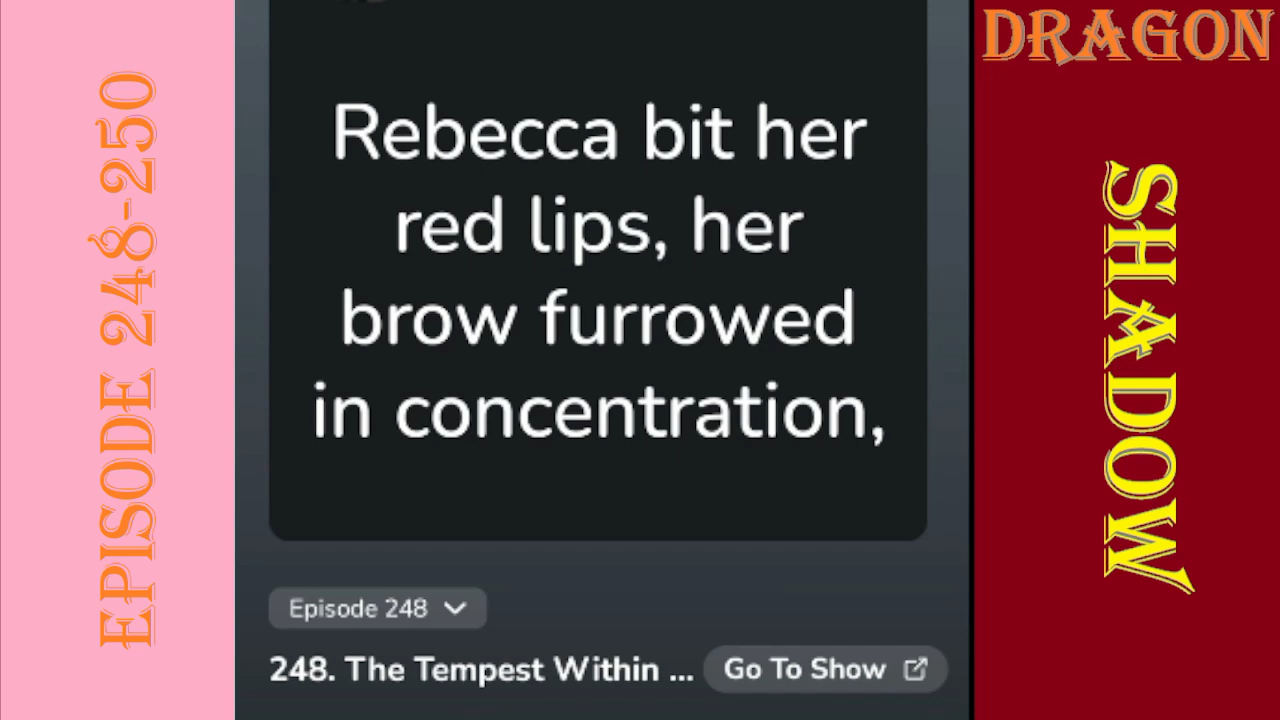 EPISODE 248-250
Rebecca bit her
red lips, her
brow furrowed
in concentration,
Episode 248
248. The Tempest Within ...
Go To Show
DRAGON
SHADOW